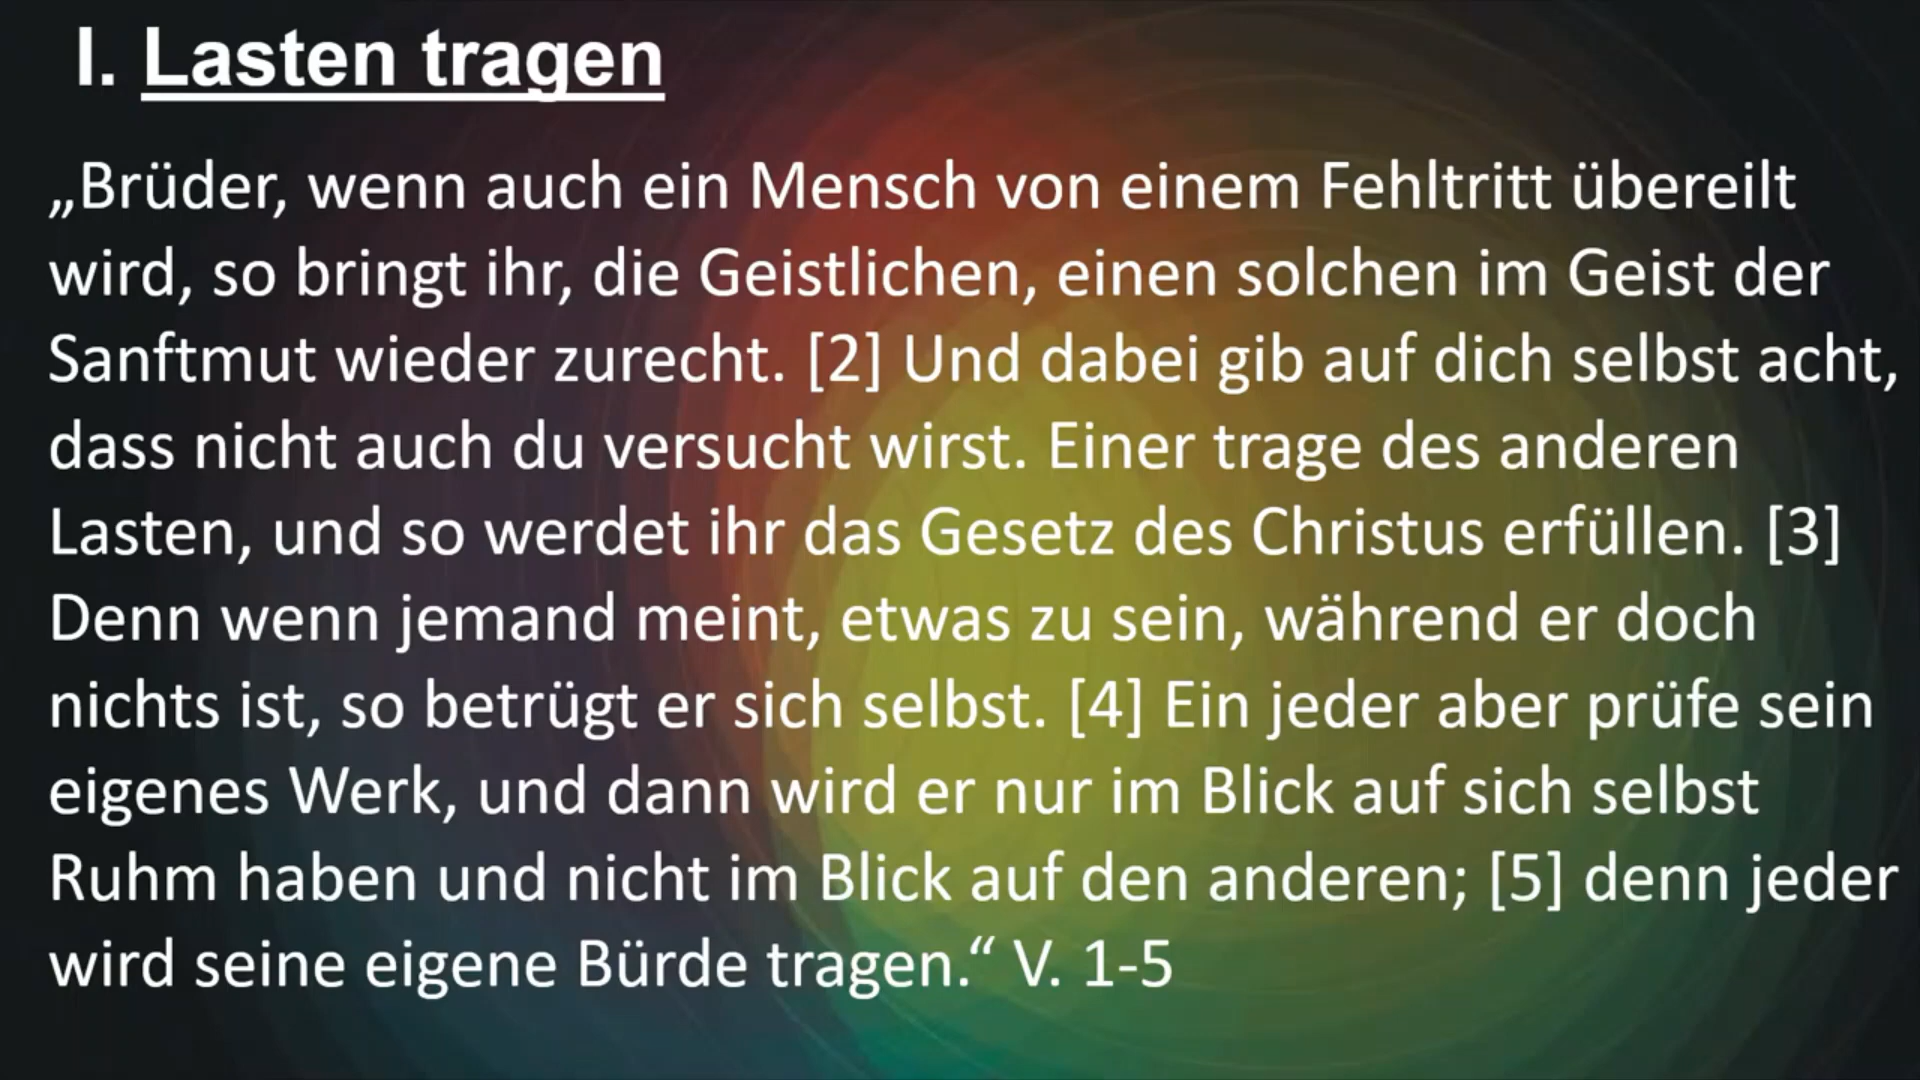 I. Lasten tragen
„Brüder, wenn auch ein Mensch von einem Fehltritt übereilt
wird, so bringt ihr, die Geistlichen, einen solchen im Geist der
Sanftmut wieder zurecht. [2] Und dabei gib auf dich selbst acht,
dass nicht auch du versucht wirst. Einer trage des anderen
Lasten, und so werdet ihr das Gesetz des Christus erfüllen. [3]
Denn wenn jemand meint, etwas zu sein, während er doch
nichts ist, so betrügt er sich selbst. [4] Ein jeder aber prüfe sein
eigenes Werk, und dann wird er nur im Blick auf sich selbst
Ruhm haben und nicht im Blick auf den anderen; [5] denn jeder
wird seine eigene Bürde tragen.“ V. 1-5